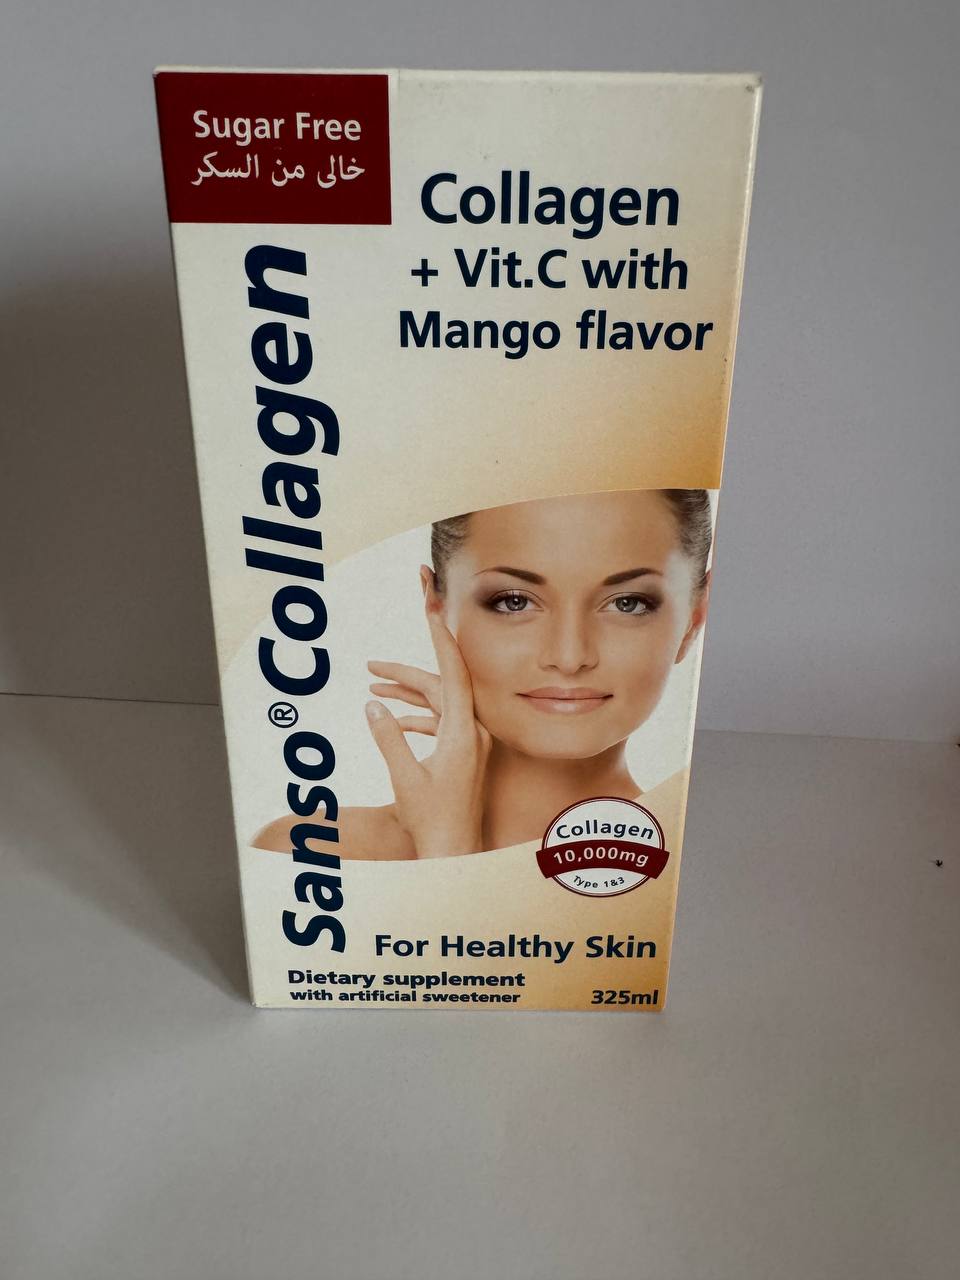 Sugar Free
خالى من السكر
Collagen
+ Vit.C with
Mango flavor
Sanso® Collagen
Collagen
10,000mg
Type 1&3
For Healthy Skin
Dietary supplement
with artificial sweetener
325ml